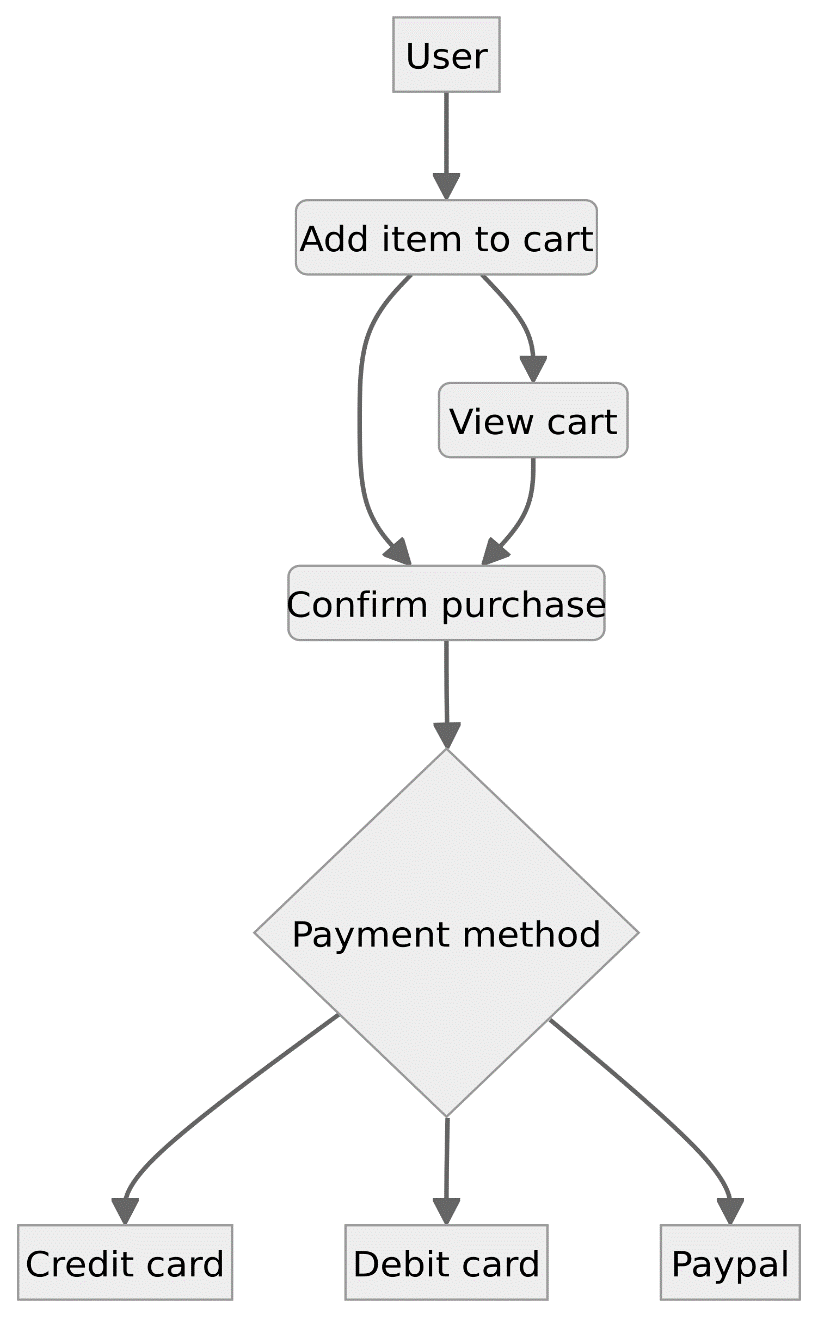 User
Add item to cart
View cart
Confirm purchase
Payment method
Credit card
Debit card
Paypal